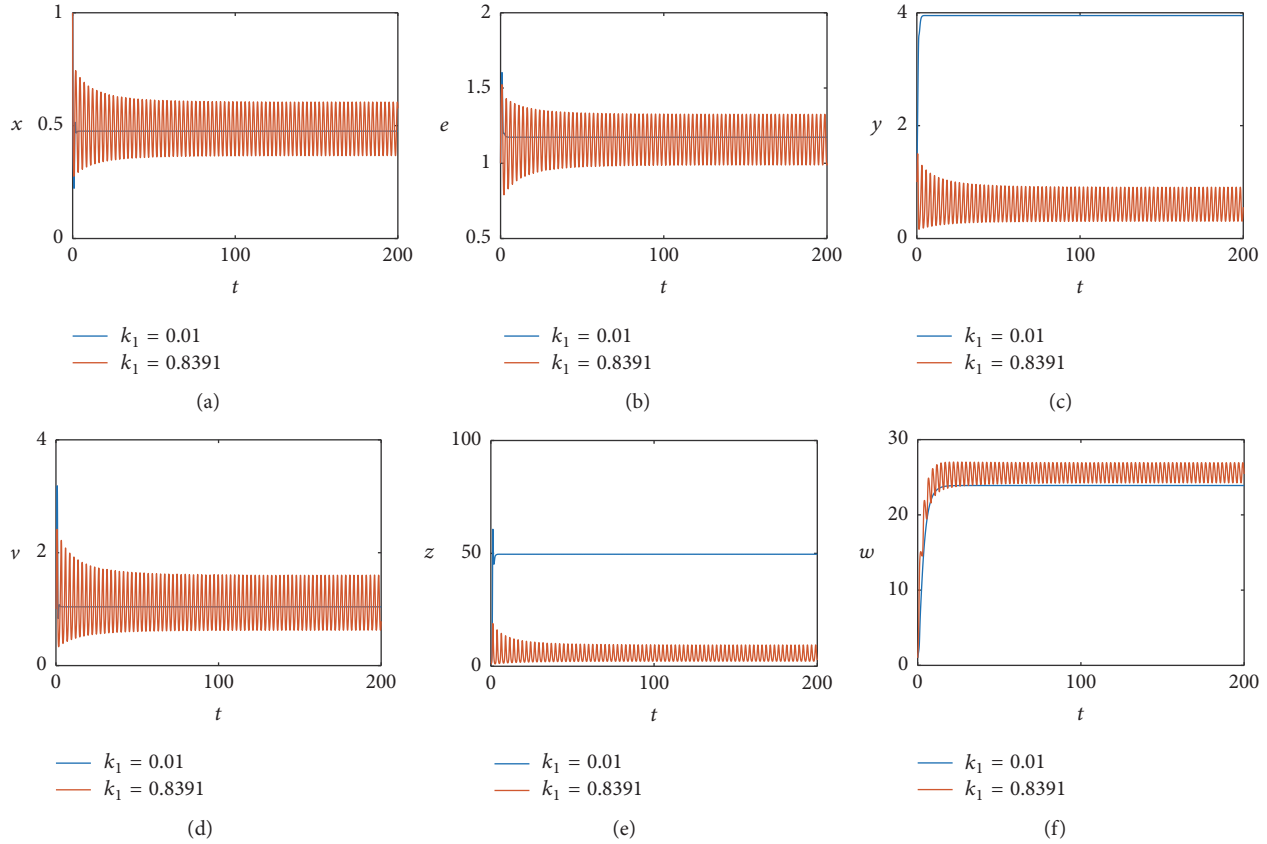 1
0.5
0
x
0
100
200
t
k₁ = 0.01
k₁ = 0.8391
(a)
2
1.5
1
0.5
e
0
100
200
t
k₁ = 0.01
k₁ = 0.8391
(b)
4
2
0
y
0
100
200
t
k₁ = 0.01
k₁ = 0.8391
(c)
4
2
0
v
0
100
200
t
k₁ = 0.01
k₁ = 0.8391
(d)
100
50
0
z
0
100
200
t
k₁ = 0.01
k₁ = 0.8391
(e)
30
20
10
0
w
0
100
200
t
k₁ = 0.01
k₁ = 0.8391
(f)